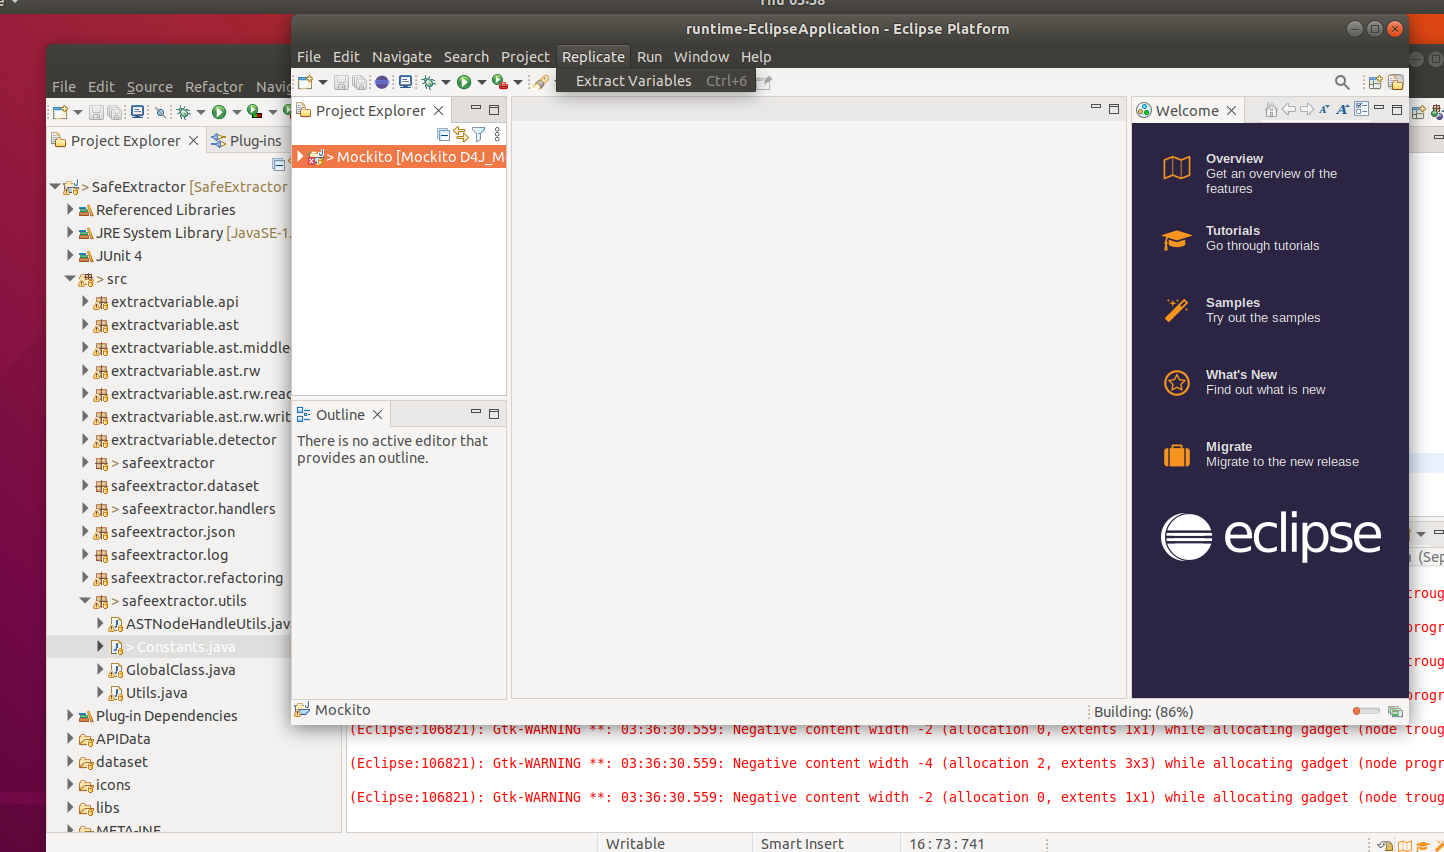 Thu 03:38
runtime-EclipseApplication - Eclipse Platform
File Edit Navigate Search Project Replicate Run Window Help
Extract Variables Ctrl+6
File Edit Source Refactor Navig
Project Explorer
Plug-ins
> SafeExtractor [SafeExtractor
Referenced Libraries
JRE System Library [JavaSE-1.
JUnit 4
> src
extractvariable.api
extractvariable.ast
extractvariable.ast.middle
extractvariable.ast.rw
extractvariable.ast.rw.reac
extractvariable.ast.rw.writ
extractvariable.detector
> safeextractor
safeextractor.dataset
> safeextractor.handlers
safeextractor.json
safeextractor.log
safeextractor.refactoring
> safeextractor.utils
ASTNodeHandleUtils.jav
> Constants.java
GlobalClass.java
Utils.java
Plug-in Dependencies
APIData
dataset
icons
libs
META-INF
Project Explorer
> Mockito [Mockito D4J_M
Outline
There is no active editor that
provides an outline.
Welcome
Overview
Get an overview of the
features
Tutorials
Go through tutorials
Samples
Try out the samples
What's New
Find out what is new
Migrate
Migrate to the new release
eclipse
Mockito
Building: (86%)
(Sep
troug
progr
troug
progr
troug
progr
troug
(Eclipse:106821): Gtk-WARNING **: 03:36:30.559: Negative content width -2 (allocation 0, extents 1x1) while allocating gadget (node troug
(Eclipse:106821): Gtk-WARNING **: 03:36:30.559: Negative content width -4 (allocation 2, extents 3x3) while allocating gadget (node progr
(Eclipse:106821): Gtk-WARNING **: 03:36:30.559: Negative content width -2 (allocation 0, extents 1x1) while allocating gadget (node troug
Writable
Smart Insert
16 : 73 : 741